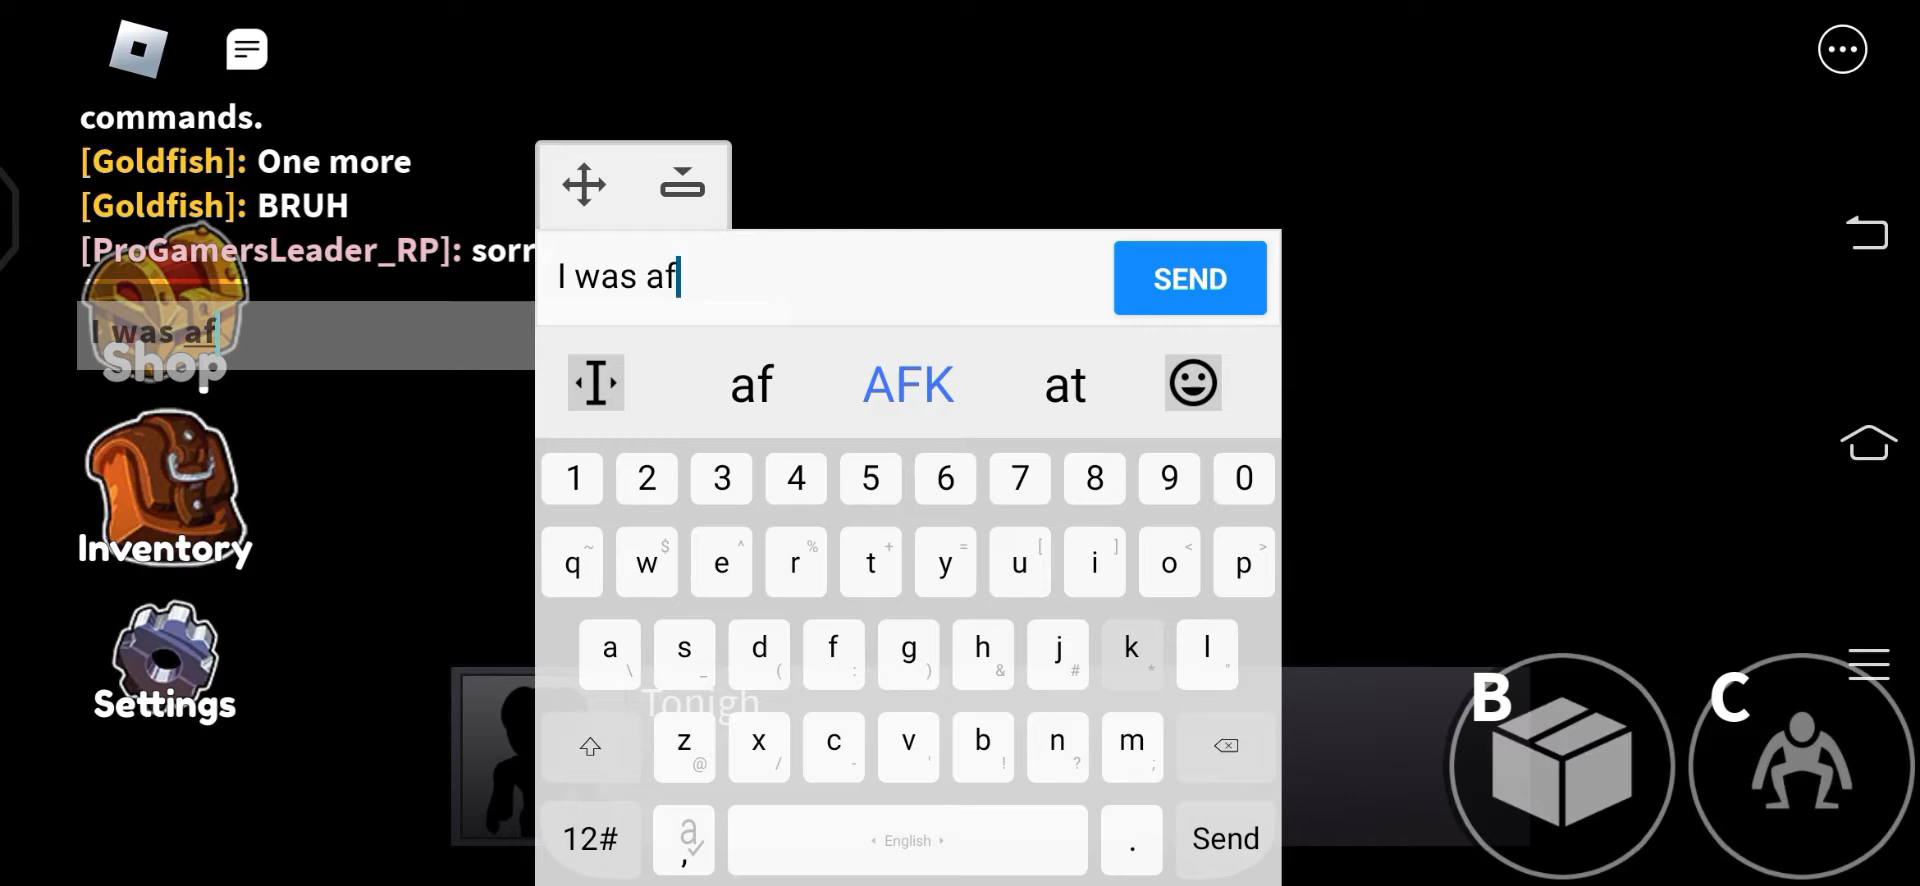 commands.
[Goldfish]: One more
[Goldfish]: BRUH
[ProGamersLeader_RP]: sorr
I was af
SEND
I was af
Shop
af AFK at
1 2 3 4 5 6 7 8 9 0
q ~ w $ e ^ r % t + y = u [ i ] o < p >
Inventory
a \ s _ d ( f : g ) h & j # k * l "
Settings
Tonigh
B
C
z @ x / c - v ' b ! n ? m ;
12# a , English . Send